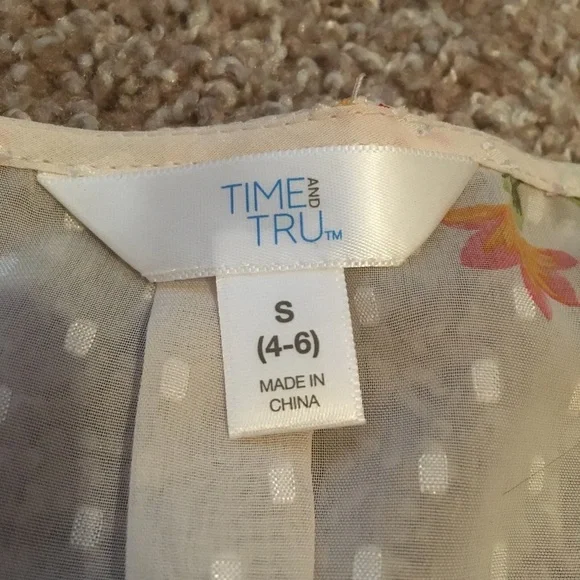 TIME AND
TRU™
S
(4-6)
MADE IN
CHINA